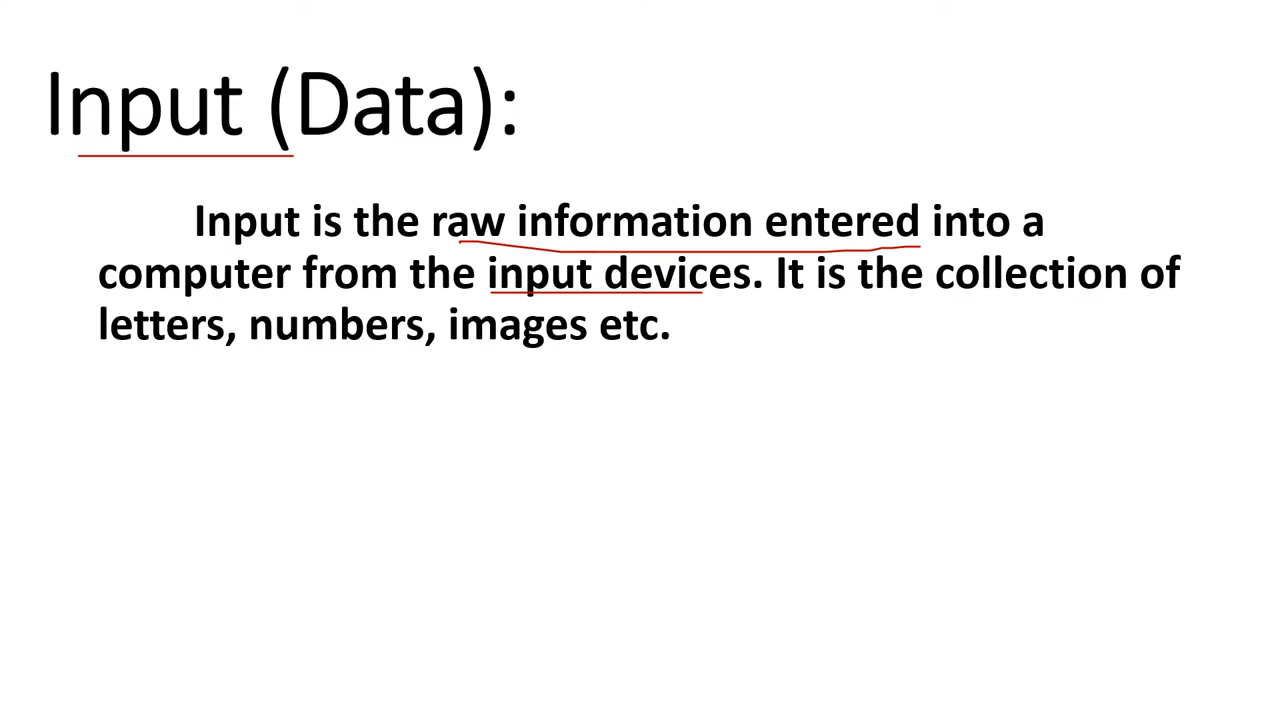 Input (Data):
Input is the raw information entered into a
computer from the input devices. It is the collection of
letters, numbers, images etc.